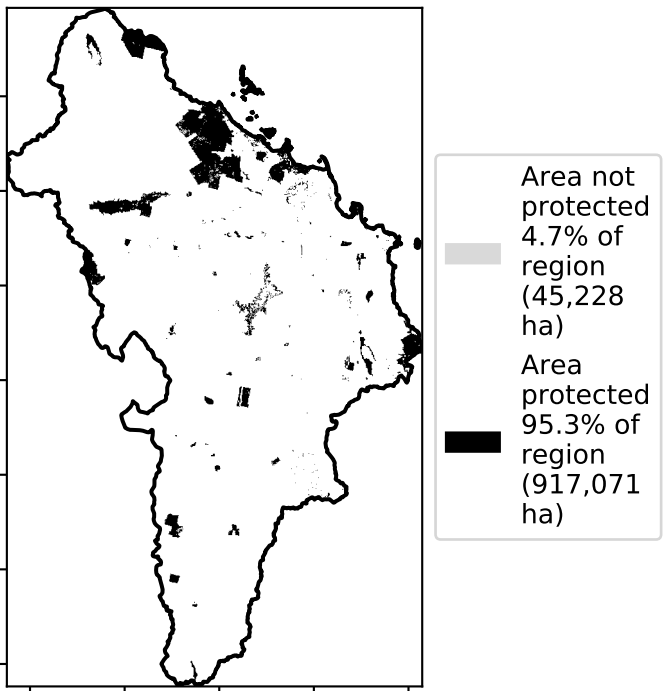 Area not
protected
4.7% of
region
(45,228
ha)
Area
protected
95.3% of
region
(917,071
ha)